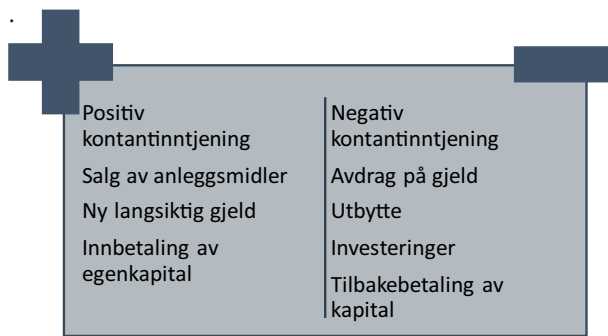 .
Positiv
kontantinntjening
Salg av anleggsmidler
Ny langsiktig gjeld
Innbetaling av
egenkapital
Negativ
kontantinntjening
Avdrag på gjeld
Utbytte
Investeringer
Tilbakebetaling av
kapital